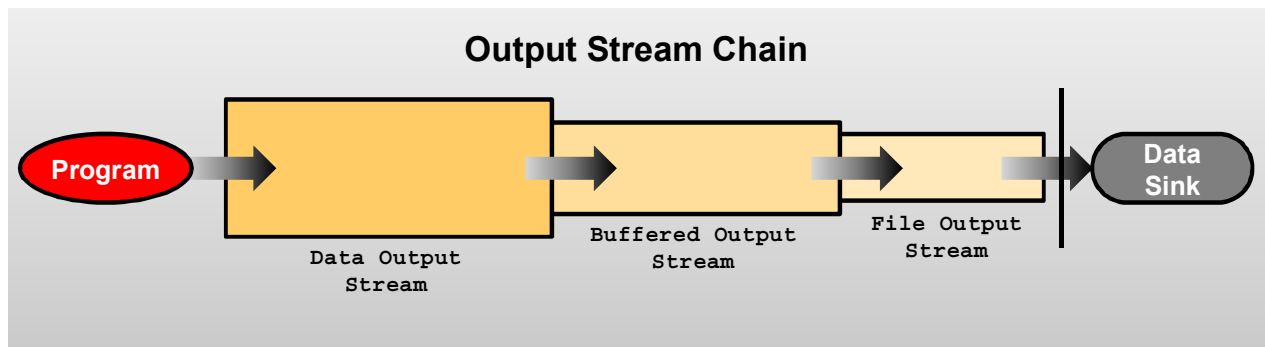 Output Stream Chain
Program
Data
Sink
Data Output
Stream
Buffered Output
Stream
File Output
Stream